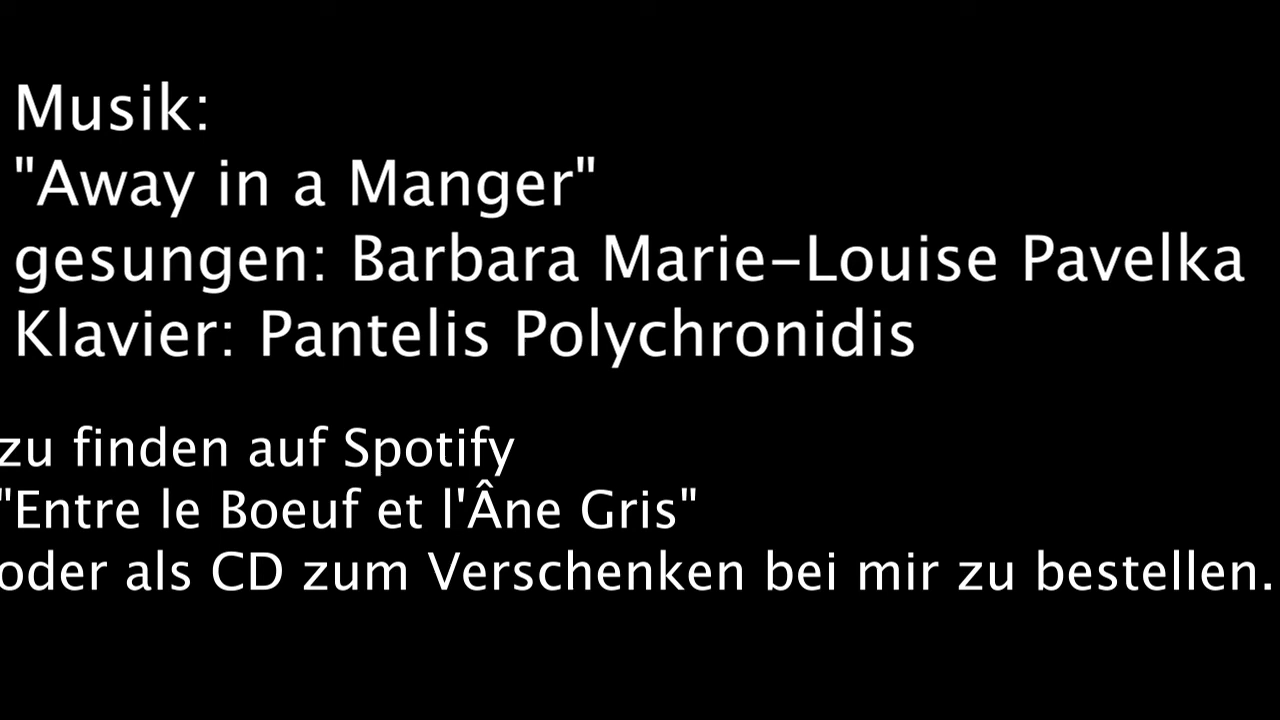 Musik:
"Away in a Manger"
gesungen: Barbara Marie-Louise Pavelka
Klavier: Pantelis Polychronidis
zu finden auf Spotify
"Entre le Boeuf et l'Âne Gris"
oder als CD zum Verschenken bei mir zu bestellen.